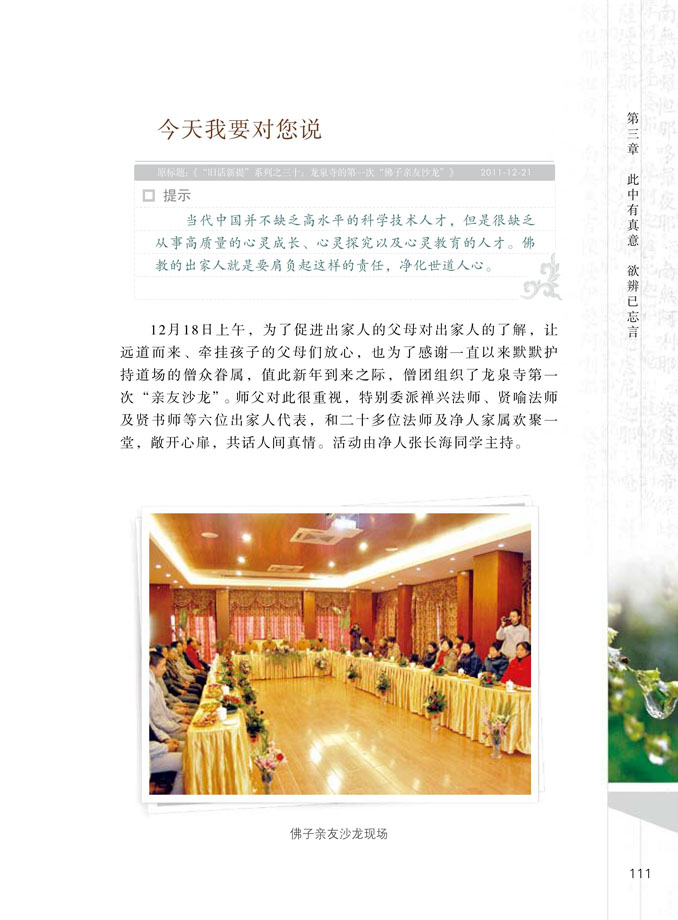 今天我要对您说
原标题:《“旧话新提”系列之三十:龙泉寺的第一次“佛子亲友沙龙”》 2011-12-21
提示
当代中国并不缺乏高水平的科学技术人才，但是很缺乏
从事高质量的心灵成长、心灵探究以及心灵教育的人才。佛
教的出家人就是要肩负起这样的责任，净化世道人心。
12月18日上午，为了促进出家人的父母对出家人的了解，让
远道而来、牵挂孩子的父母们放心，也为了感谢一直以来默默护
持道场的僧众眷属，值此新年到来之际，僧团组织了龙泉寺第一
次“亲友沙龙”。师父对此很重视，特别委派禅兴法师、贤喻法师
及贤书师等六位出家人代表，和二十多位法师及净人家属欢聚一
堂，敞开心扉，共话人间真情。活动由净人张长海同学主持。
佛子亲友沙龙现场
第三章 此中有真意 欲辨已忘言
111